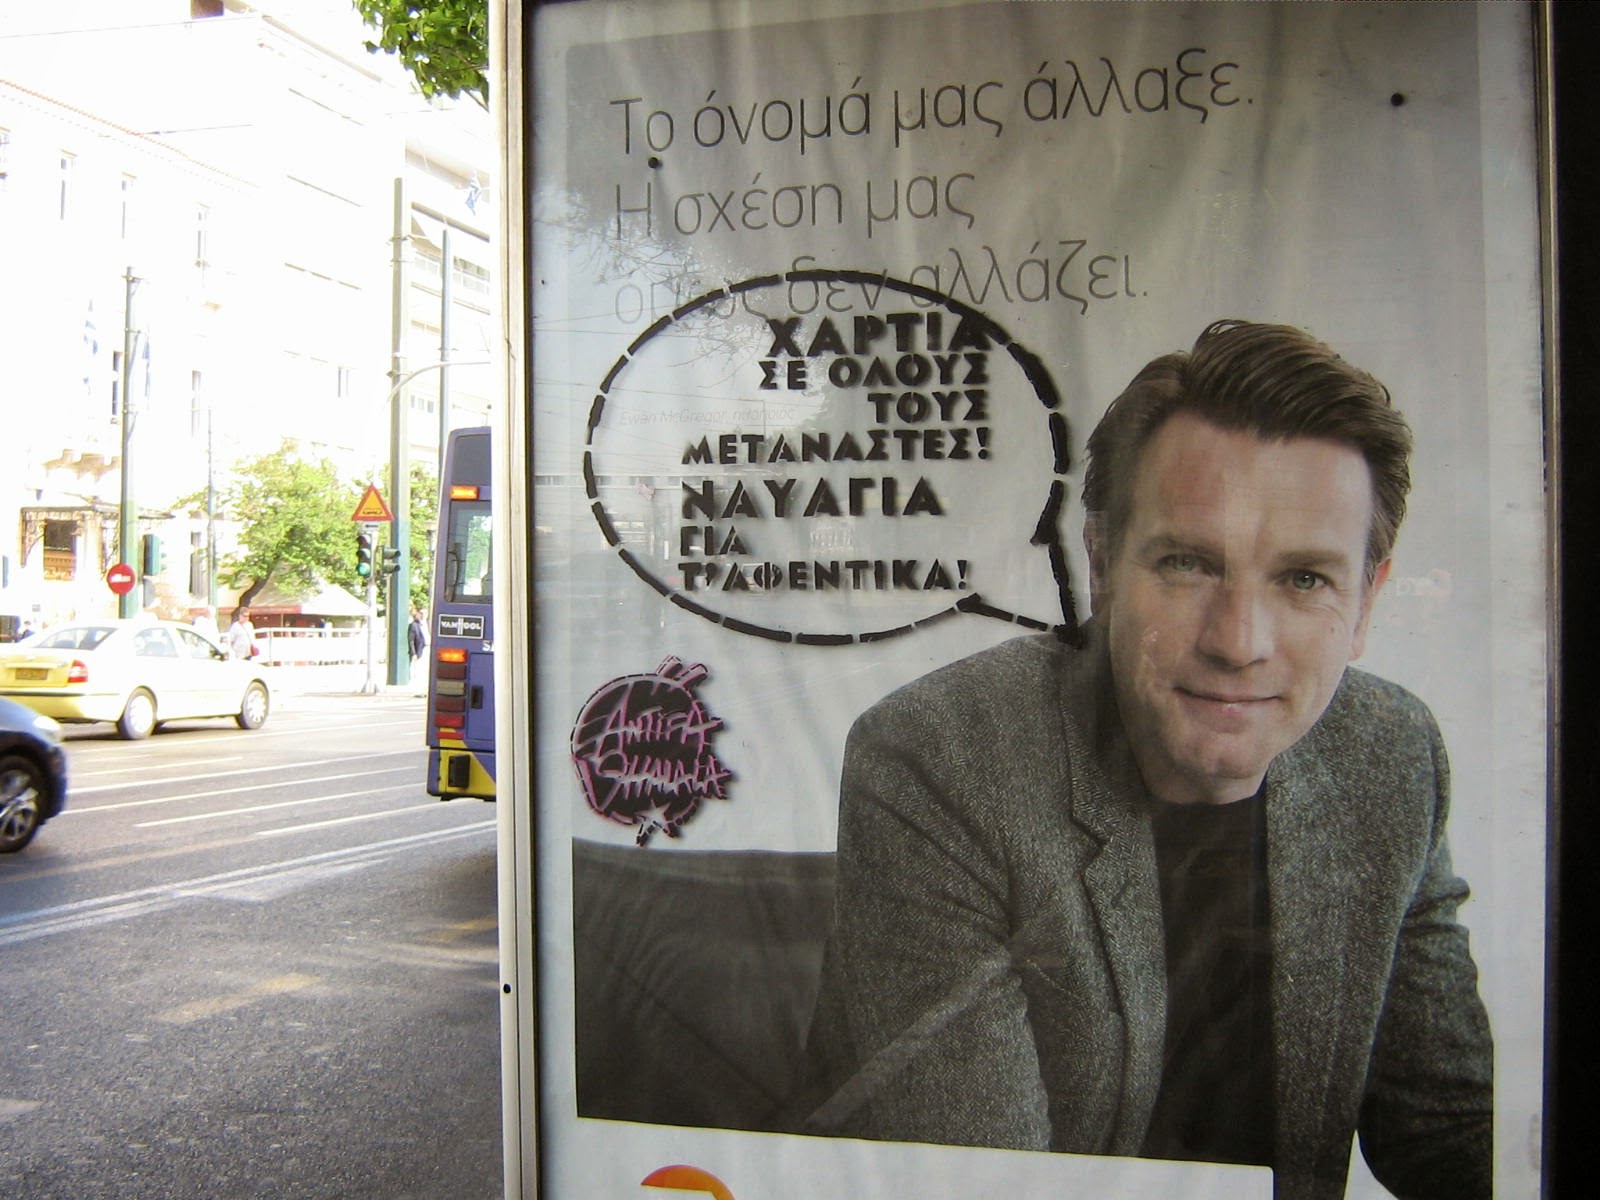 Το όνομά μας άλλαξε.
Η σχέση μας
όμως δεν αλλάζει.
ΧΑΡΤΙΑ
ΣΕ ΟΛΟΥΣ
ΤΟΥΣ
ΜΕΤΑΝΑΣΤΕΣ!
ΝΑΥΑΓΙΑ
ΓΙΑ
Τ' ΑΦΕΝΤΙΚΑ!
Ewan McGregor, ηθοποιός
VANHOOL